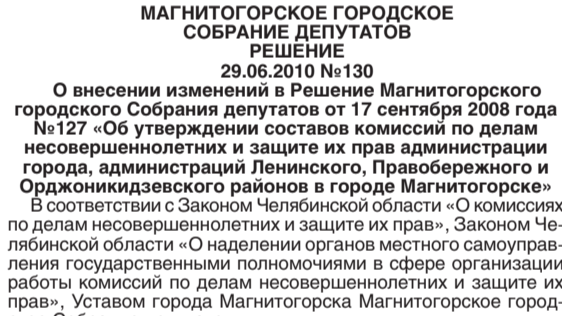 МАГНИТОГОРСКОЕ ГОРОДСКОЕ
СОБРАНИЕ ДЕПУТАТОВ
РЕШЕНИЕ
29.06.2010 №130
О внесении изменений в Решение Магнитогорского
городского Собрания депутатов от 17 сентября 2008 года
№127 «Об утверждении составов комиссий по делам
несовершеннолетних и защите их прав администрации
города, администраций Ленинского, Правобережного и
Орджоникидзевского районов в городе Магнитогорске»
В соответствии с Законом Челябинской области «О комиссиях
по делам несовершеннолетних и защите их прав», Законом Че-
лябинской области «О наделении органов местного самоуправ-
ления государственными полномочиями в сфере организации
работы комиссий по делам несовершеннолетних и защите их
прав», Уставом города Магнитогорска Магнитогорское город-